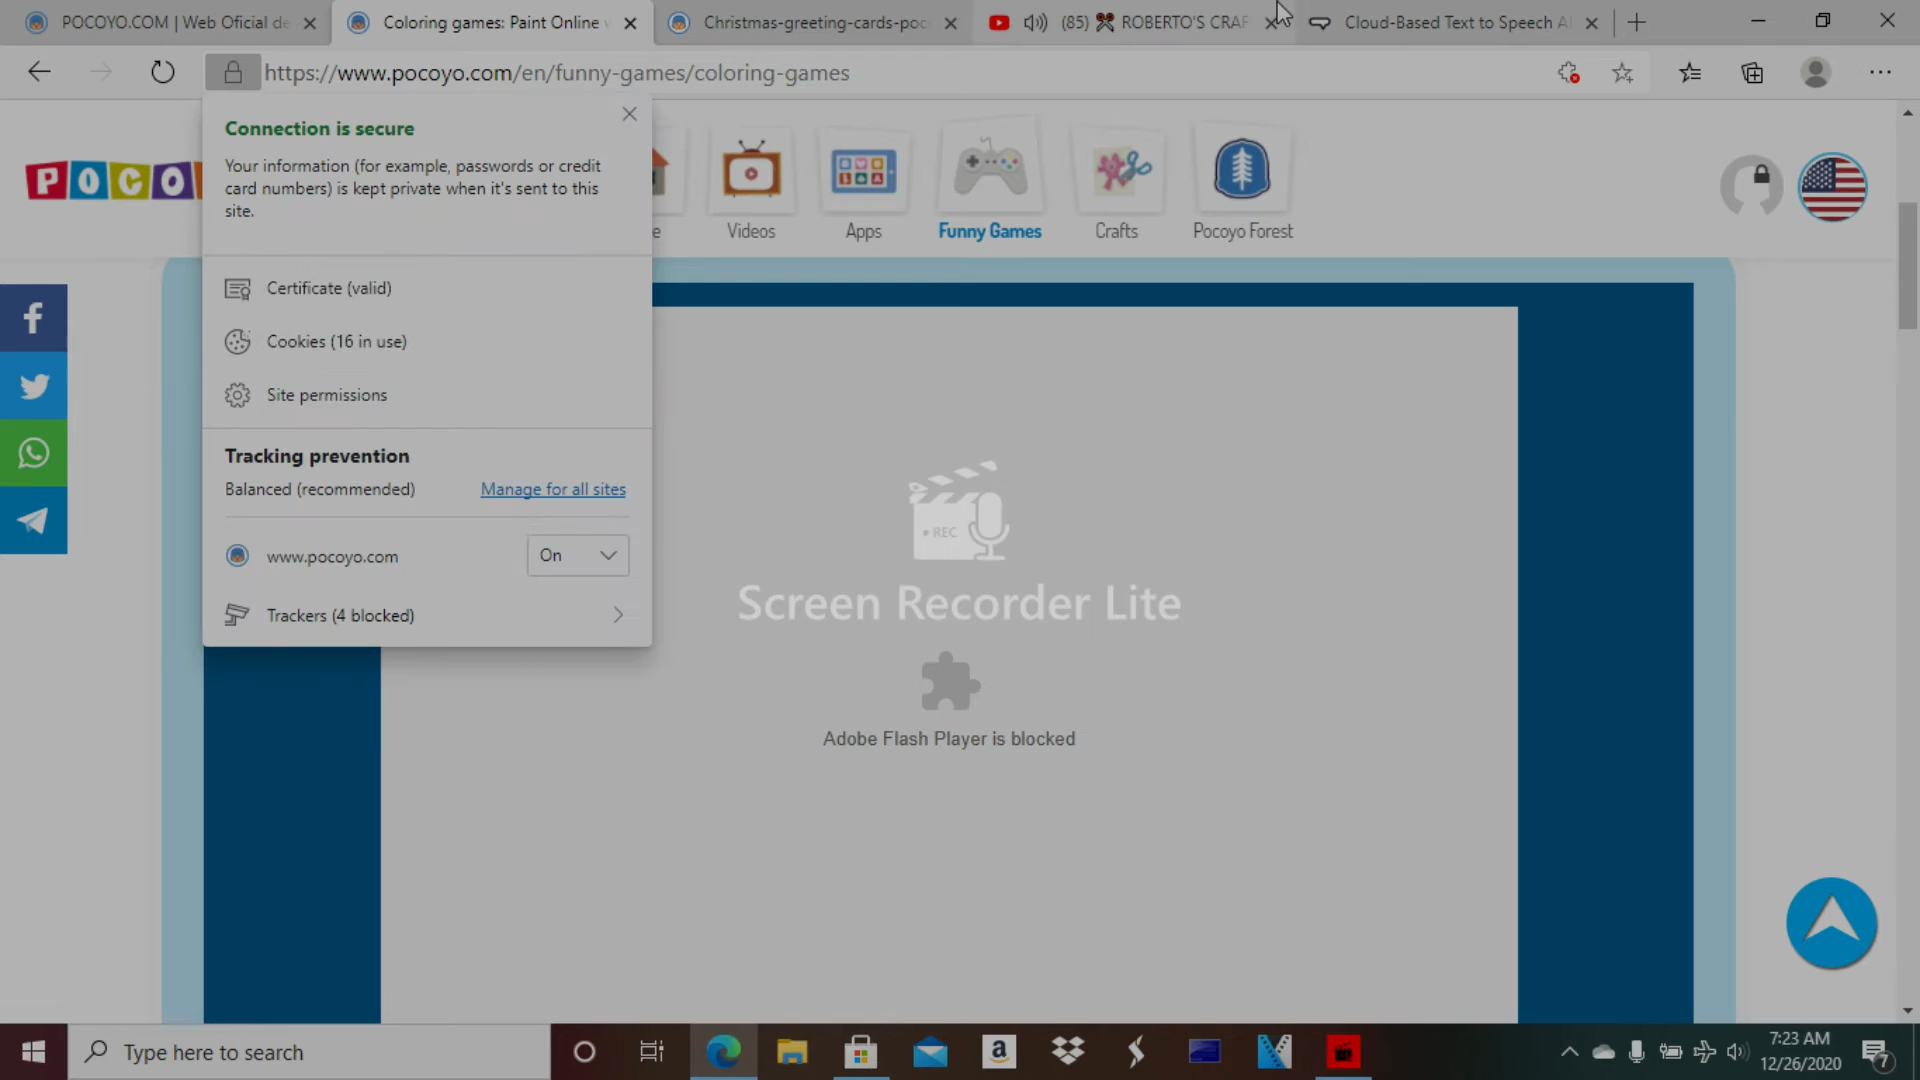 POCOYO.COM | Web Oficial de
Coloring games: Paint Online
Christmas-greeting-cards-poc
(85) ROBERTO'S CRAF
Cloud-Based Text to Speech A
https://www.pocoyo.com/en/funny-games/coloring-games
Connection is secure
Your information (for example, passwords or credit
card numbers) is kept private when it's sent to this
site.
Certificate (valid)
Cookies (16 in use)
Site permissions
Tracking prevention
Balanced (recommended) Manage for all sites
www.pocoyo.com On
Trackers (4 blocked)
POCO
e
Videos
Apps
Funny Games
Crafts
Pocoyo Forest
REC
Screen Recorder Lite
Adobe Flash Player is blocked
Type here to search
7:23 AM
12/26/2020
7